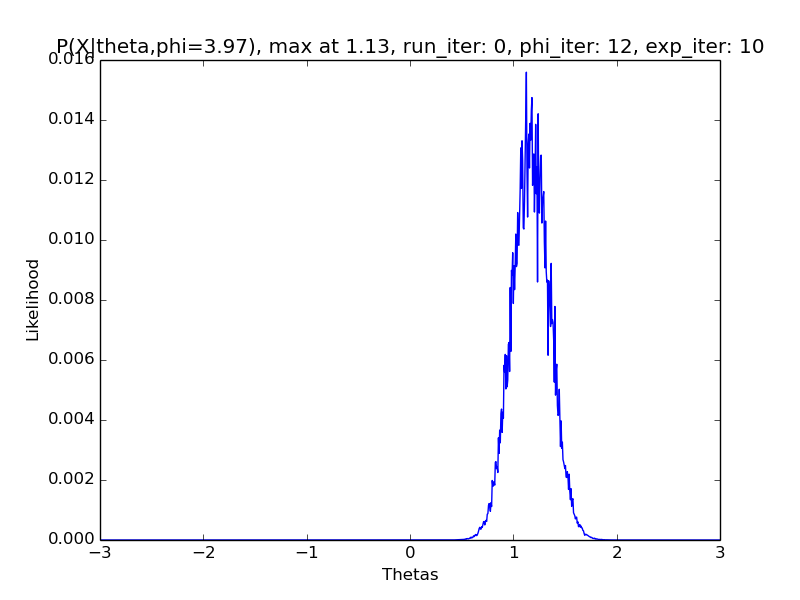 P(X|theta,phi=3.97), max at 1.13, run_iter: 0, phi_iter: 12, exp_iter: 10
0.016
0.014
0.012
0.010
0.008
0.006
0.004
0.002
0.000
Likelihood
−3 −2 −1 0 1 2 3
Thetas